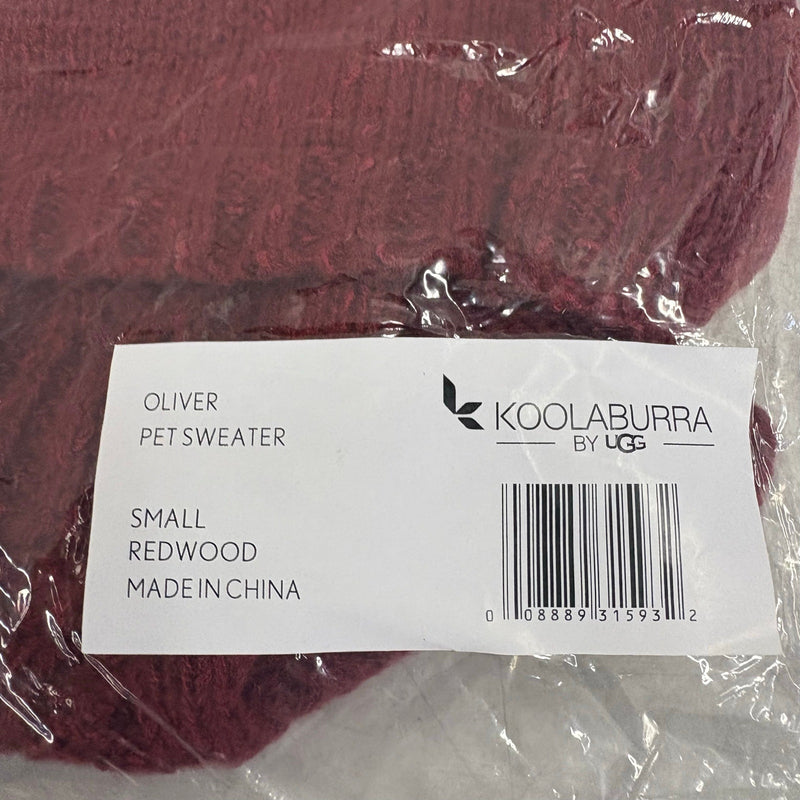 OLIVER
PET SWEATER
KOOLABURRA
BY UGG
SMALL
REDWOOD
MADE IN CHINA
0 08889 31593 2